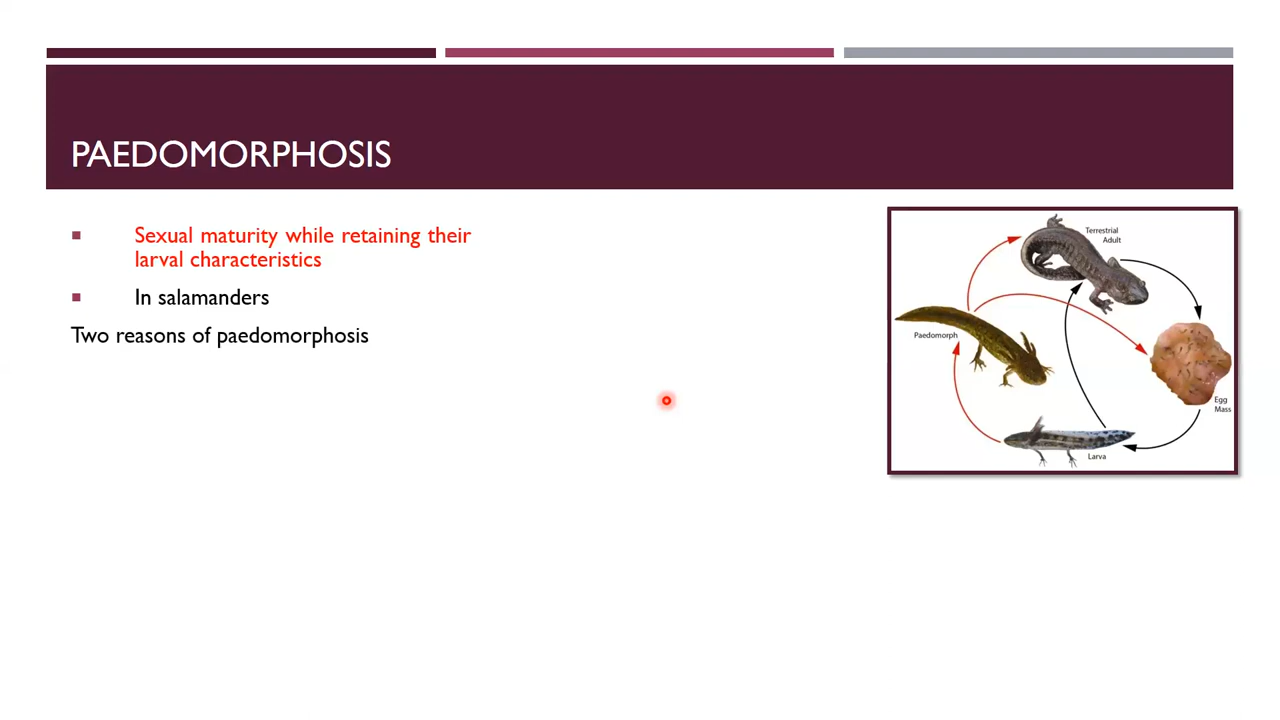 PAEDOMORPHOSIS
Sexual maturity while retaining their
larval characteristics
In salamanders
Two reasons of paedomorphosis
Terrestrial
Adult
Paedomorph
Egg
Mass
Larva